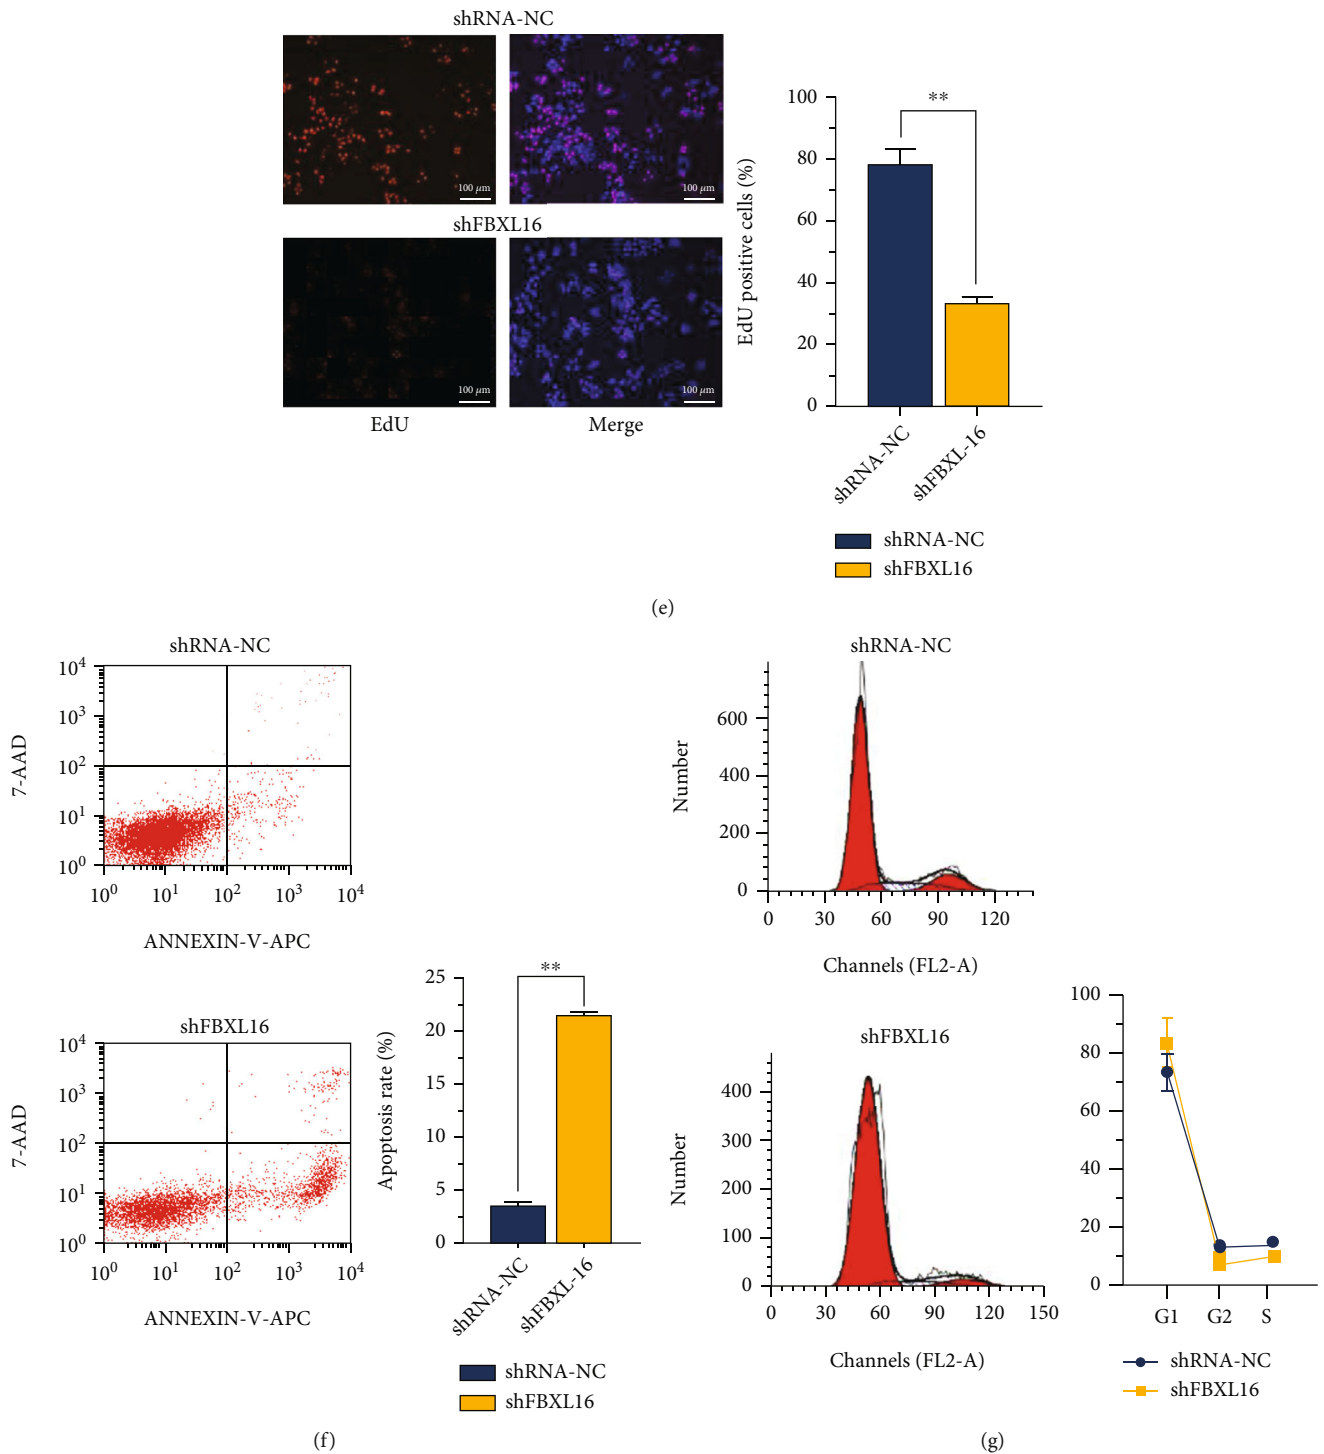 shRNA-NC
100 µm
100 µm
shFBXL16
100 µm
100 µm
EdU
Merge
EdU positive cells (%)
100
80
60
40
20
0
**
shRNA-NC
shFBXL-16
shRNA-NC
shFBXL16
(e)
shRNA-NC
7-AAD
10⁴
10³
10²
10¹
10⁰
10⁰ 10¹ 10² 10³ 10⁴
ANNEXIN-V-APC
shFBXL16
7-AAD
10⁴
10³
10²
10¹
10⁰
10⁰ 10¹ 10² 10³ 10⁴
ANNEXIN-V-APC
Apoptosis rate (%)
25
20
15
10
5
0
**
shRNA-NC
shFBXL-16
shRNA-NC
shFBXL16
(f)
shRNA-NC
Number
600
400
200
0
0 30 60 90 120
Channels (FL2-A)
shFBXL16
Number
400
300
200
100
0
0 30 60 90 120 150
Channels (FL2-A)
100
80
60
40
20
0
G1 G2 S
shRNA-NC
shFBXL16
(g)